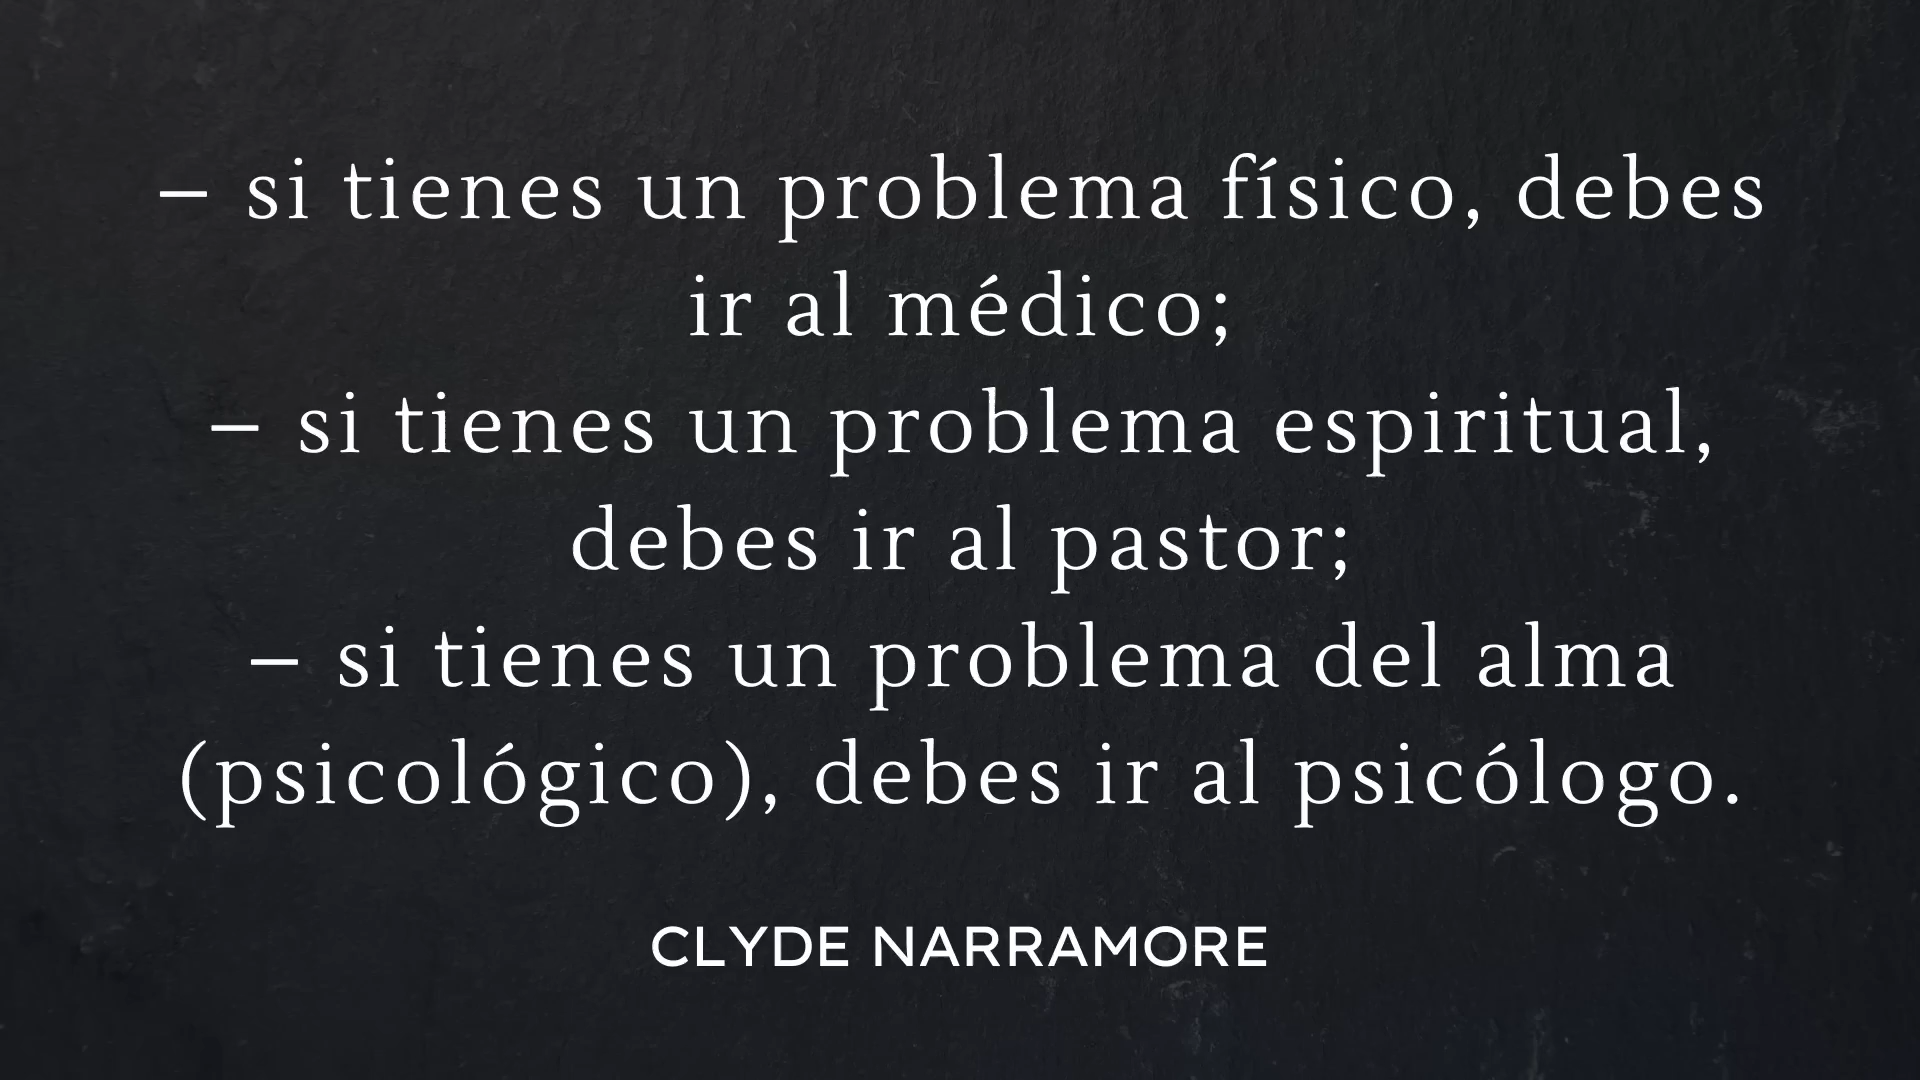 – si tienes un problema físico, debes
ir al médico;
– si tienes un problema espiritual,
debes ir al pastor;
– si tienes un problema del alma
(psicológico), debes ir al psicólogo.
CLYDE NARRAMORE